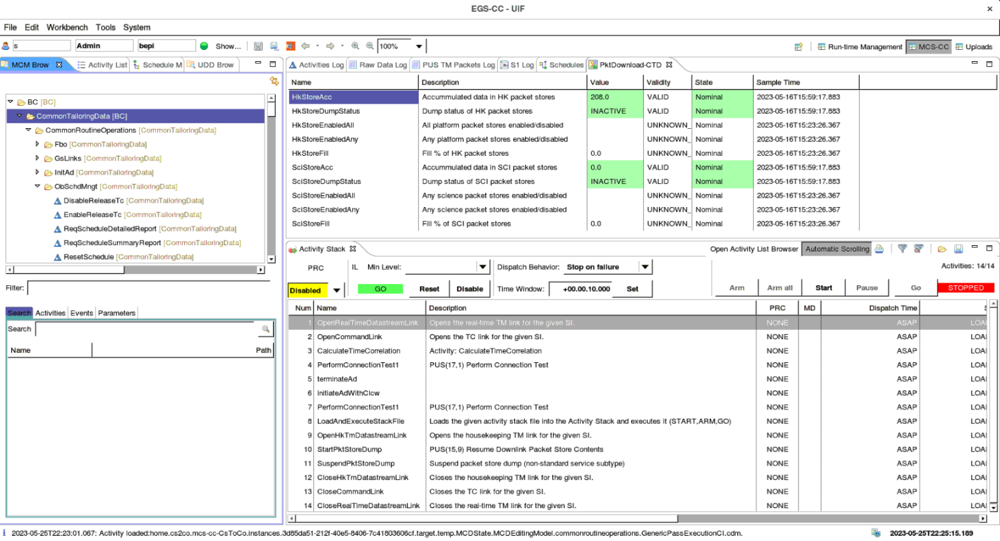 EGS-CC - UIF
File Edit Workbench Tools System
s Admin bepi Show... 100% Run-time Management MCS-CC Uploads
MCM Brow Activity List Schedule M UDD Brow
BC [BC]
CommonTailoringData [BC]
CommonRoutineOperations [CommonTailoringData]
Fbo [CommonTailoringData]
GsLinks [CommonTailoringData]
InitAd [CommonTailoringData]
ObSchdMngt [CommonTailoringData]
DisableReleaseTc [CommonTailoringData]
EnableReleaseTc [CommonTailoringData]
ReqScheduleDetailedReport [CommonTailoringData]
ReqScheduleSummaryReport [CommonTailoringData]
ResetSchedule [CommonTailoringData]
Filter:
Search Activities Events Parameters
Search
Name Path
Activities Log Raw Data Log PUS TM Packets Log S1 Log Schedules PktDownload-CTD
Name Description Value Validity State Sample Time
HkStoreAcc Accummulated data in HK packet stores 208.0 VALID Nominal 2023-05-16T15:59:17.883
HkStoreDumpStatus Dump status of HK packet stores INACTIVE VALID Nominal 2023-05-16T15:59:17.883
HkStoreEnabledAll All platform packet stores enabled/disabled UNKNOWN_ Nominal 2023-05-16T15:23:26.367
HkStoreEnabledAny Any platform packet stores enabled/disabled UNKNOWN_ Nominal 2023-05-16T15:23:26.367
HkStoreFill Fill % of HK packet stores 0.0 UNKNOWN_ Nominal 2023-05-16T15:23:26.367
SciStoreAcc Accummulated data in SCI packet stores 0.0 VALID Nominal 2023-05-16T15:59:17.883
SciStoreDumpStatus Dump status of SCI packet stores INACTIVE VALID Nominal 2023-05-16T15:59:17.883
SciStoreEnabledAll Any science packet stores enabled/disabled UNKNOWN_ Nominal 2023-05-16T15:23:26.367
SciStoreEnabledAny Any science packet stores enabled/disabled UNKNOWN_ Nominal 2023-05-16T15:23:26.367
SciStoreFill Fill % of SCI packet stores 0.0 UNKNOWN_ Nominal 2023-05-16T15:23:26.367
Activity Stack Open Activity List Browser Automatic Scrolling
PRC IL Min Level: Dispatch Behavior: Stop on failure Activities: 14/14
Disabled GO Reset Disable Time Window: +00.00.10.000 Set Arm Arm all Start Pause Go STOPPED
Num Name Description PRC MD Dispatch Time S
1 OpenRealTimeDatastreamLink Opens the real-time TM link for the given SI. NONE ASAP LOA
2 OpenCommandLink Opens the TC link for the given SI. NONE ASAP LOA
3 CalculateTimeCorrelation Activity: CalculateTimeCorrelation NONE ASAP LOA
4 PerformConnectionTest1 PUS(17,1) Perform Connection Test NONE ASAP LOA
5 terminateAd NONE ASAP LOA
6 initiateAdWithClcw NONE ASAP LOA
7 PerformConnectionTest1 PUS(17,1) Perform Connection Test NONE ASAP LOA
8 LoadAndExecuteStackFile Loads the given activity stack file into the Activity Stack and executes it (START,ARM,GO) NONE ASAP LOA
9 OpenHkTmDatastreamLink Opens the housekeeping TM link for the given SI. NONE ASAP LOA
10 StartPktStoreDump PUS(15,9) Resume Downlink Packet Store Contents NONE ASAP LOA
11 SuspendPktStoreDump Suspend packet store dump (non-standard service subtype) NONE ASAP LOA
12 CloseHkTmDatastreamLink Closes the housekeeping TM link for the given SI. NONE ASAP LOA
13 CloseCommandLink Closes the TC link for the given SI. NONE ASAP LOA
14 CloseRealTimeDatastreamLink Closes the real-time TM link for the given SI. NONE ASAP LOA
2023-05-25T22:23:01.067: Activity loaded:home.cs2co.mcs-cc-CsToCo.instances.3d85da51-212f-40e5-8406-7c41803606cf.target.temp.MCDState.MCDEditingModel.commonroutineoperations.GenericPassExecutionCI.cdm. 2023-05-25T22:25:15.189